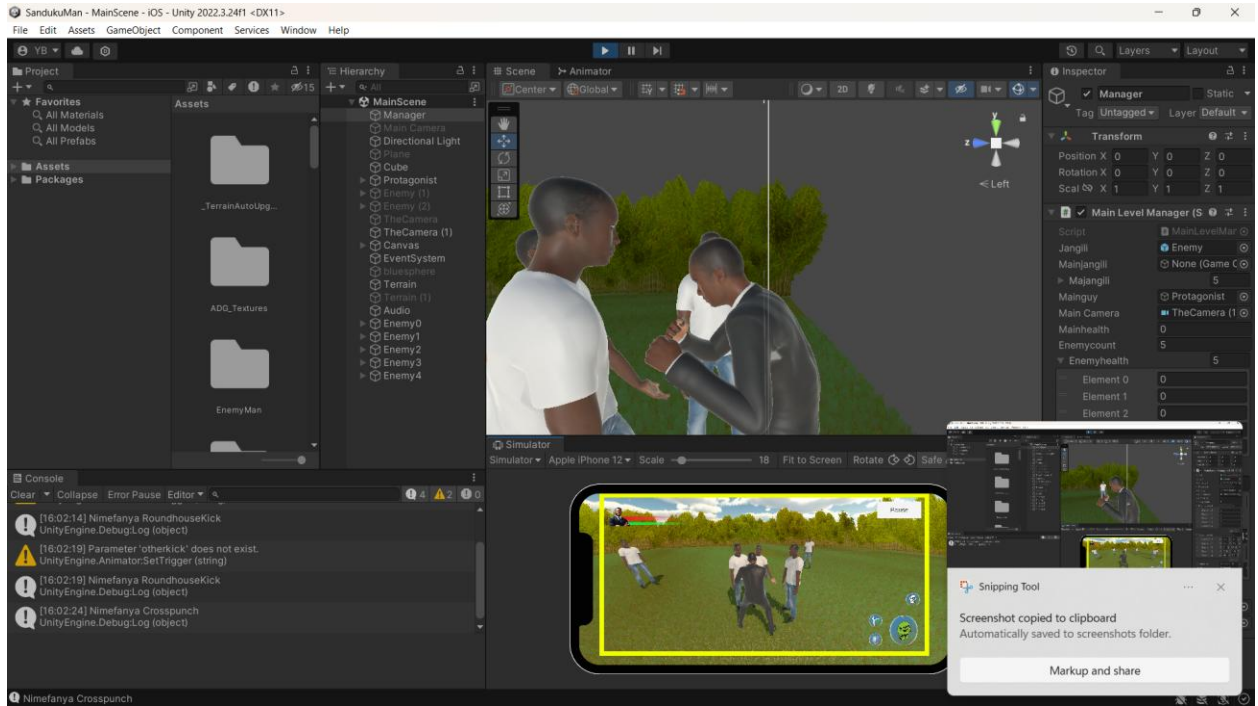 SandukuMan - MainScene - iOS - Unity 2022.3.24f1 <DX11>
File Edit Assets GameObject Component Services Window Help
YB Layers Layout
Project
15
Favorites
All Materials
All Models
All Prefabs
Assets
Packages
Assets
_TerrainAutoUpg...
ADG_Textures
EnemyMan
Hierarchy
All
MainScene
Manager
Main Camera
Directional Light
Plane
Cube
Protagonist
Enemy (1)
Enemy (2)
TheCamera
TheCamera (1)
Canvas
EventSystem
bluesphere
Terrain
Terrain (1)
Audio
Enemy0
Enemy1
Enemy2
Enemy3
Enemy4
Scene Animator
Center Global 2D
y
z
Left
Simulator
Simulator Apple iPhone 12 Scale 18 Fit to Screen Rotate Safe
Pause
Inspector
Manager Static
Tag Untagged Layer Default
Transform
Position X 0 Y 0 Z 0
Rotation X 0 Y 0 Z 0
Scal X 1 Y 1 Z 1
Main Level Manager (S
Script MainLevelMar
Jangili Enemy
Mainjangili None (Game
Majangili 5
Mainguy Protagonist
Main Camera TheCamera (1
Mainhealth 0
Enemycount 5
Enemyhealth 5
Element 0 0
Element 1 0
Element 2 0
Console
Clear Collapse Error Pause Editor 4 2 0
[16:02:14] Nimefanya RoundhouseKick
UnityEngine.Debug:Log (object)
[16:02:19] Parameter 'otherkick' does not exist.
UnityEngine.Animator:SetTrigger (string)
[16:02:19] Nimefanya RoundhouseKick
UnityEngine.Debug:Log (object)
[16:02:24] Nimefanya Crosspunch
UnityEngine.Debug:Log (object)
Snipping Tool
Screenshot copied to clipboard
Automatically saved to screenshots folder.
Markup and share
Nimefanya Crosspunch